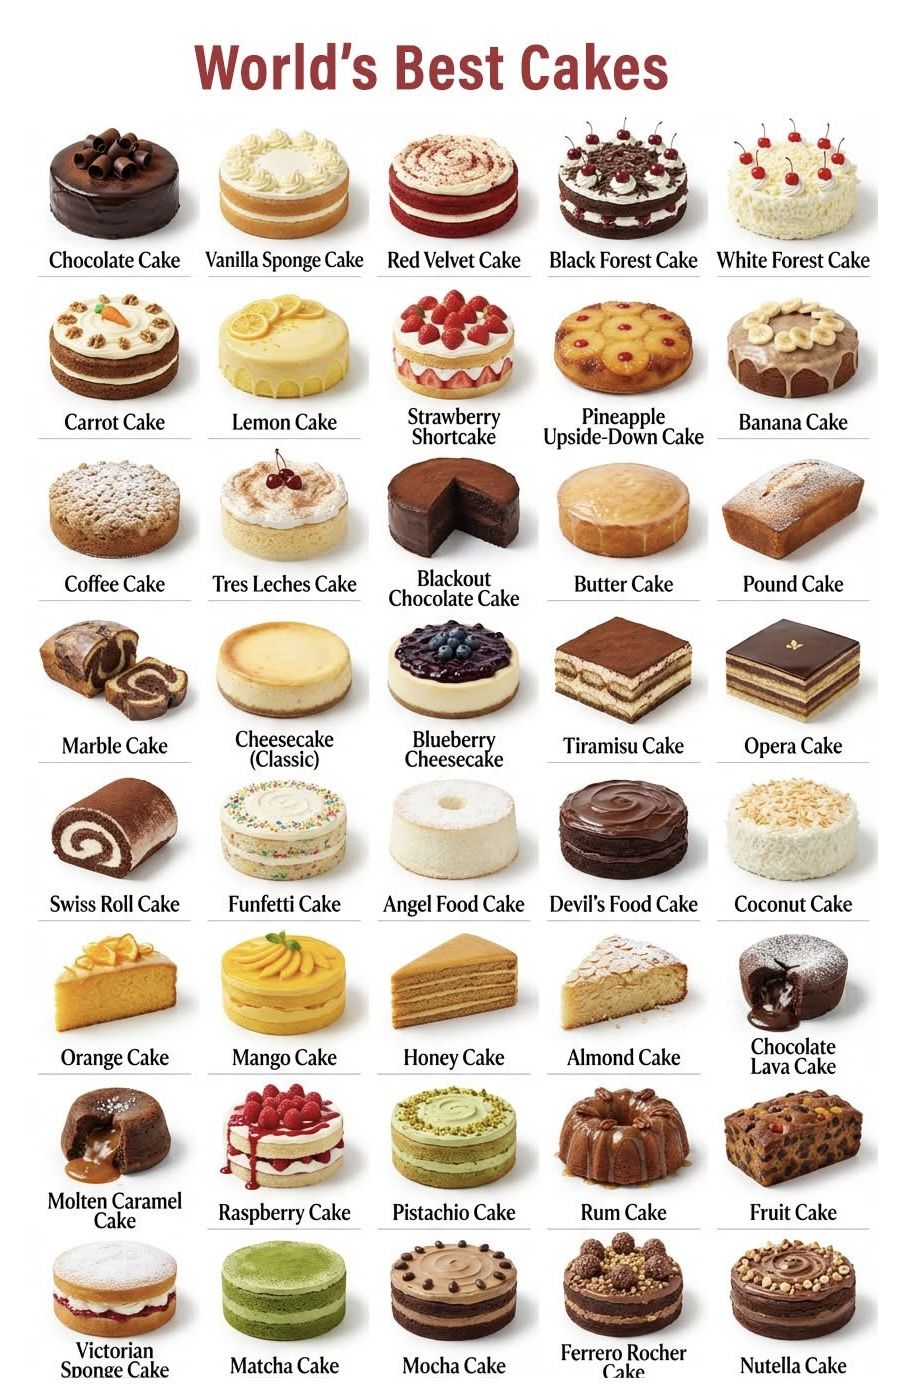 World's Best Cakes
Chocolate Cake
Vanilla Sponge Cake
Red Velvet Cake
Black Forest Cake
White Forest Cake
Carrot Cake
Lemon Cake
Strawberry
Shortcake
Pineapple
Upside-Down Cake
Banana Cake
Coffee Cake
Tres Leches Cake
Blackout
Chocolate Cake
Butter Cake
Pound Cake
Marble Cake
Cheesecake
(Classic)
Blueberry
Cheesecake
Tiramisu Cake
Opera Cake
Swiss Roll Cake
Funfetti Cake
Angel Food Cake
Devil's Food Cake
Coconut Cake
Orange Cake
Mango Cake
Honey Cake
Almond Cake
Chocolate
Lava Cake
Molten Caramel
Cake
Raspberry Cake
Pistachio Cake
Rum Cake
Fruit Cake
Victorian
Sponge Cake
Matcha Cake
Mocha Cake
Ferrero Rocher
Cake
Nutella Cake